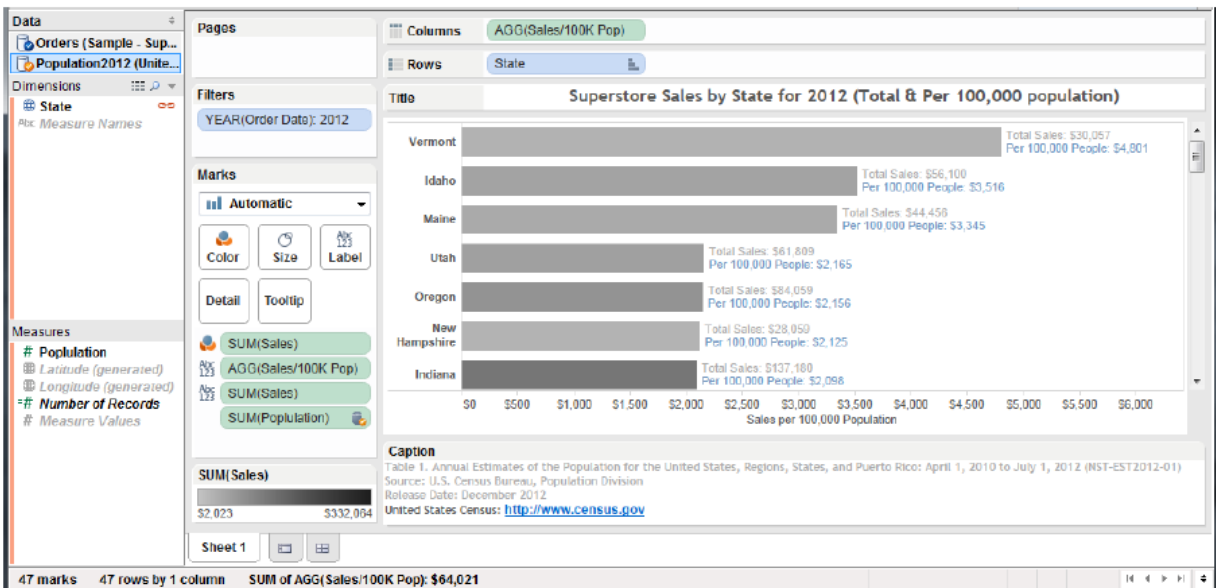 Data
Orders (Sample - Sup...
Population2012 (Unite...
Dimensions
State
Abc Measure Names
Measures
# Poplulation
Latitude (generated)
Longitude (generated)
=# Number of Records
# Measure Values
Pages
Filters
YEAR(Order Date): 2012
Marks
Automatic
Color
Size
Abc
123
Label
Detail
Tooltip
SUM(Sales)
Abc
123
AGG(Sales/100K Pop)
Abc
123
SUM(Sales)
SUM(Poplulation)
SUM(Sales)
$2,023 $332,064
Columns
AGG(Sales/100K Pop)
Rows
State
Title
Superstore Sales by State for 2012 (Total & Per 100,000 population)
Vermont
Total Sales: $30,057
Per 100,000 People: $4,801
Idaho
Total Sales: $56,100
Per 100,000 People: $3,516
Maine
Total Sales: $44,456
Per 100,000 People: $3,345
Utah
Total Sales: $61,809
Per 100,000 People: $2,165
Oregon
Total Sales: $84,059
Per 100,000 People: $2,156
New
Hampshire
Total Sales: $28,059
Per 100,000 People: $2,125
Indiana
Total Sales: $137,180
Per 100,000 People: $2,098
$0 $500 $1,000 $1,500 $2,000 $2,500 $3,000 $3,500 $4,000 $4,500 $5,000 $5,500 $6,000
Sales per 100,000 Population
Caption
Table 1. Annual Estimates of the Population for the United States, Regions, States, and Puerto Rico: April 1, 2010 to July 1, 2012 (NST-EST2012-01)
Source: U.S. Census Bureau, Population Division
Release Date: December 2012
United States Census: http://www.census.gov
Sheet 1
47 marks 47 rows by 1 column SUM of AGG(Sales/100K Pop): $64,021